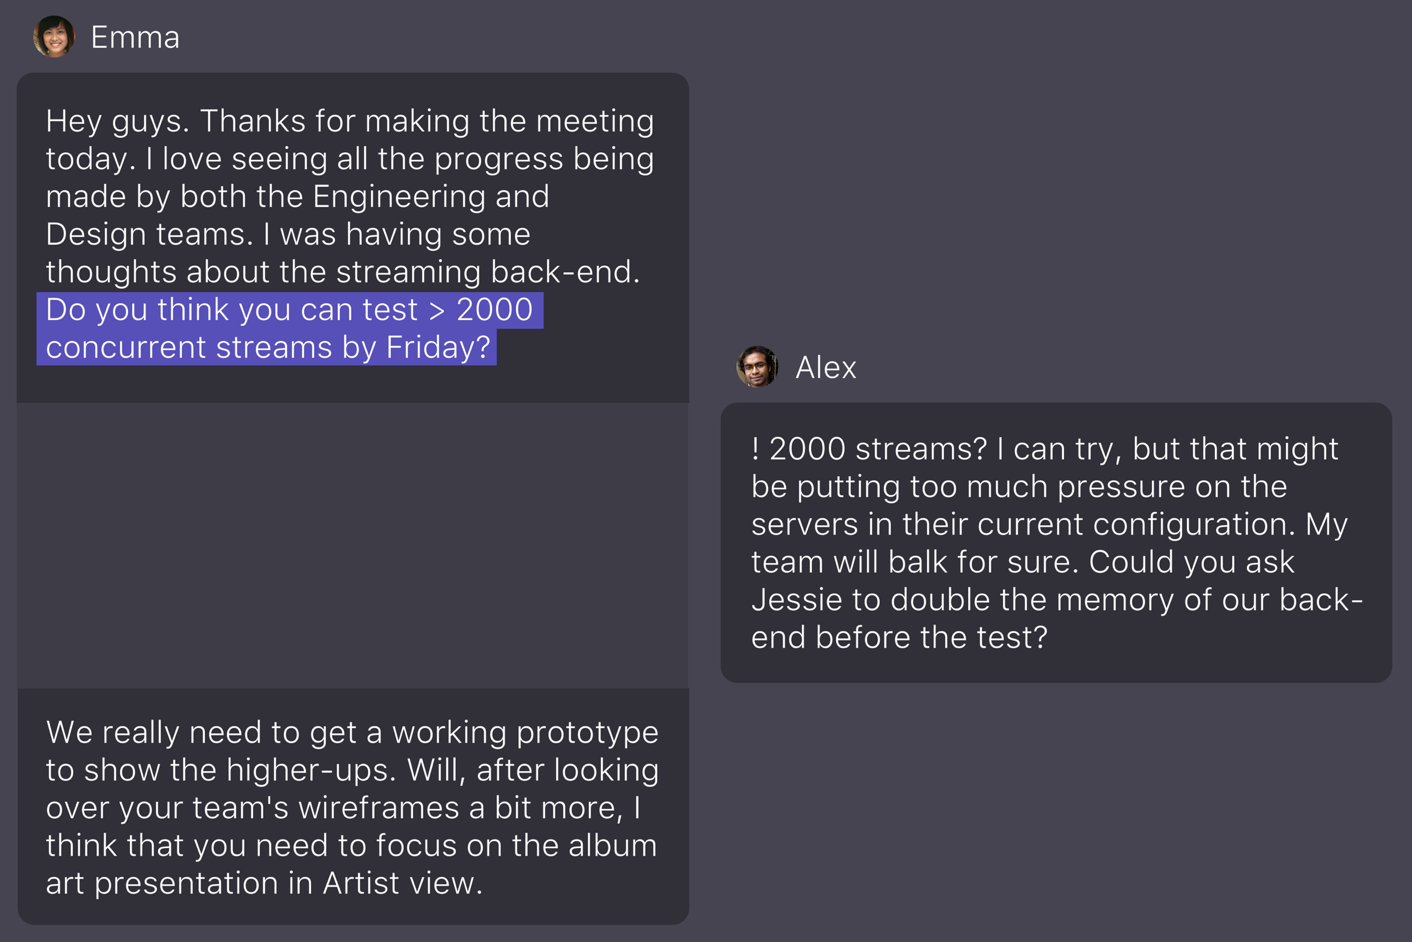 Emma
Hey guys. Thanks for making the meeting
today. I love seeing all the progress being
made by both the Engineering and
Design teams. I was having some
thoughts about the streaming back-end.
Do you think you can test > 2000
concurrent streams by Friday?
Alex
! 2000 streams? I can try, but that might
be putting too much pressure on the
servers in their current configuration. My
team will balk for sure. Could you ask
Jessie to double the memory of our back-
end before the test?
We really need to get a working prototype
to show the higher-ups. Will, after looking
over your team's wireframes a bit more, I
think that you need to focus on the album
art presentation in Artist view.